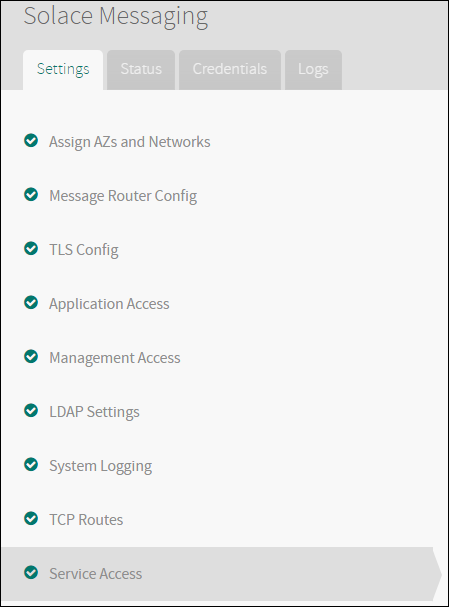 Solace Messaging
Settings Status Credentials Logs
Assign AZs and Networks
Message Router Config
TLS Config
Application Access
Management Access
LDAP Settings
System Logging
TCP Routes
Service Access